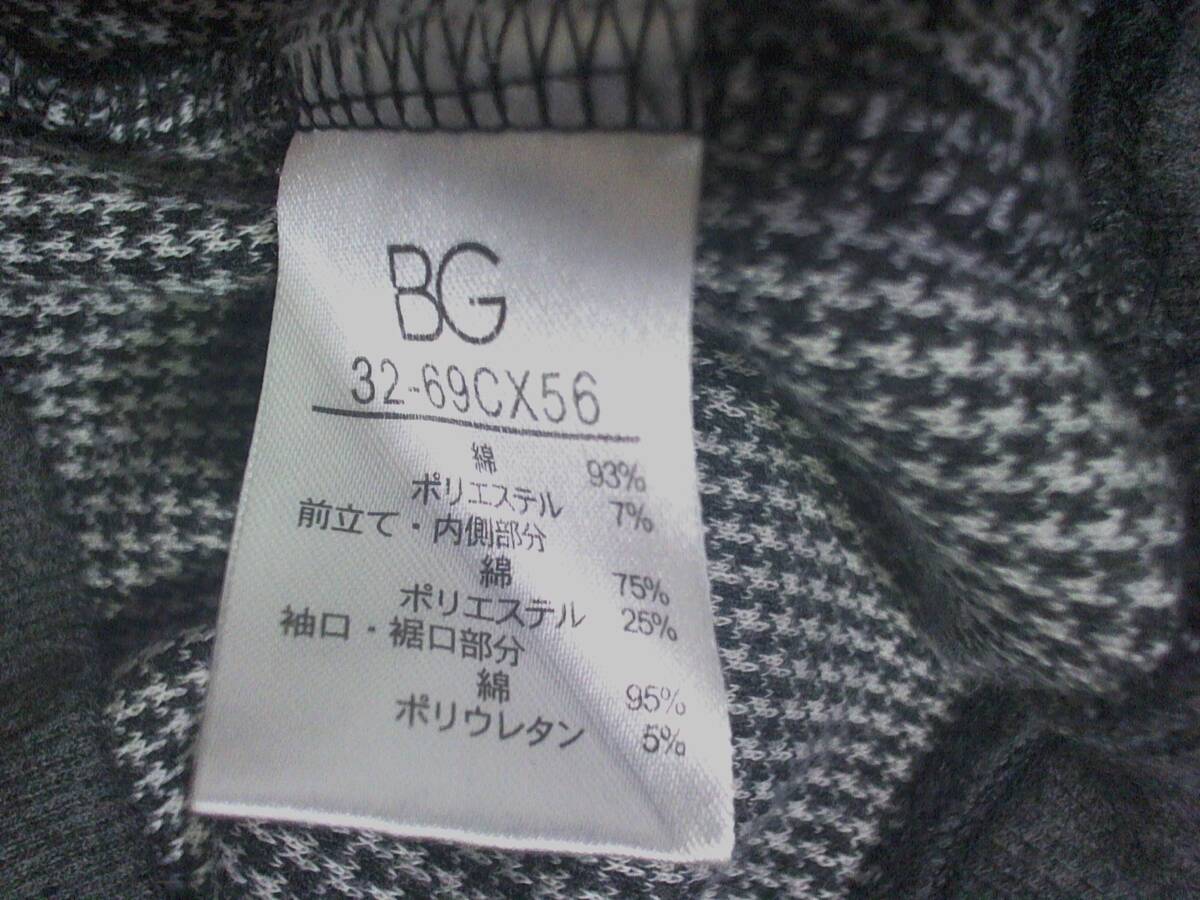 BG
32-69CX56
綿 93%
ポリエステル 7%
前立て・内側部分
綿 75%
ポリエステル 25%
袖口・裾口部分
綿 95%
ポリウレタン 5%